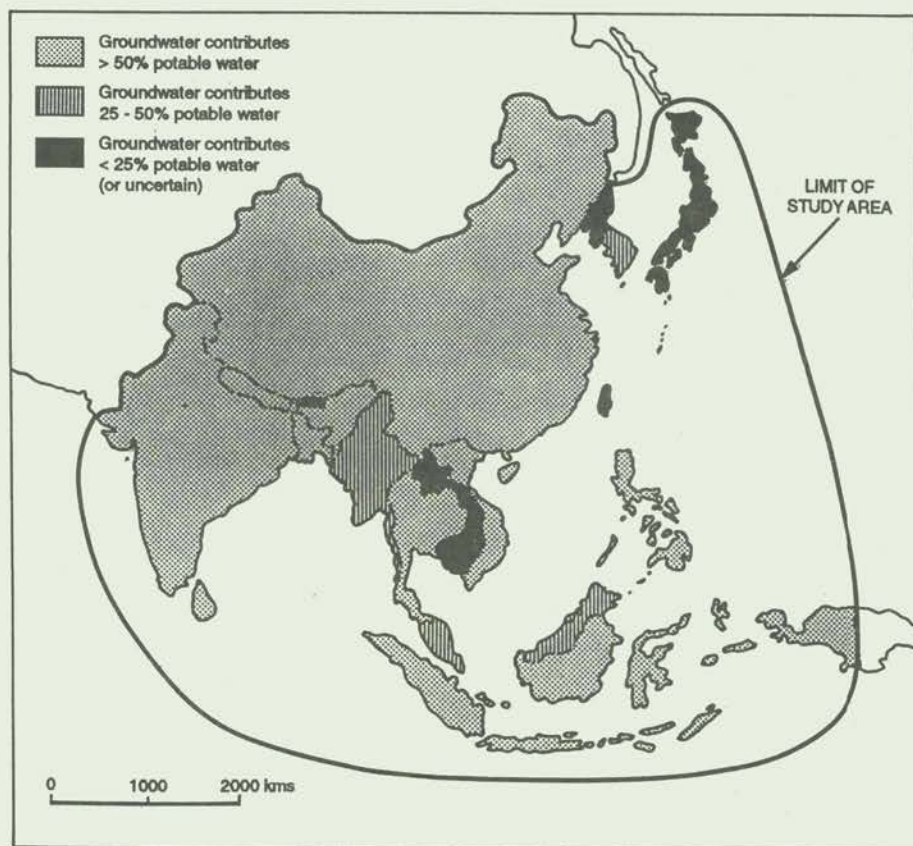 Groundwater contributes
> 50% potable water
Groundwater contributes
25 - 50% potable water
Groundwater contributes
< 25% potable water
(or uncertain)
LIMIT OF
STUDY AREA
0 1000 2000 kms